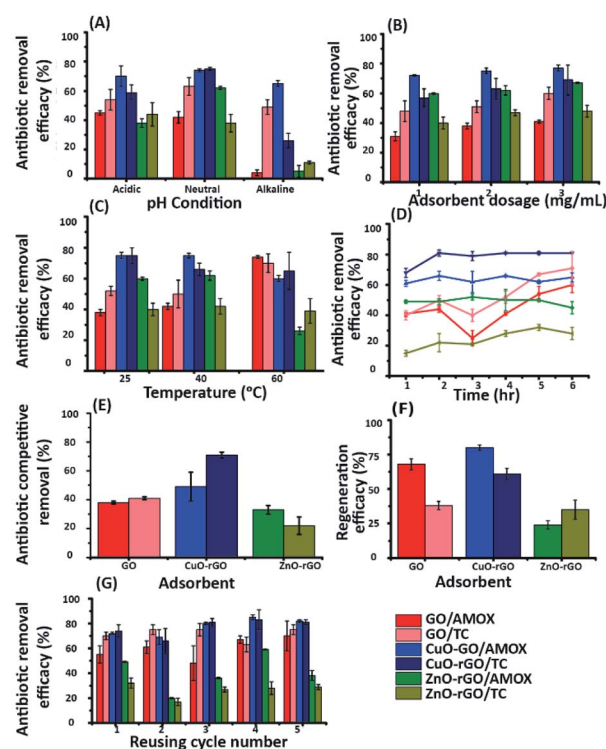 (A)
Antibiotic removal
efficacy (%)
100
80
60
40
20
0
Acidic
Neutral
Alkaline
pH Condition
(B)
Antibiotic removal
efficacy (%)
100
80
60
40
20
0
1
2
3
Adsorbent dosage (mg/mL)
(C)
Antibiotic removal
efficacy (%)
100
80
60
40
20
0
25
40
60
Temperature (°C)
(D)
Antibiotic removal
efficacy (%)
100
80
60
40
20
0
1
2
3
4
5
6
Time (hr)
(E)
Antibiotic competitive
removal (%)
100
80
60
40
20
0
GO
CuO-rGO
ZnO-rGO
Adsorbent
(F)
Regeneration
efficacy (%)
100
75
50
25
0
GO
CuO-rGO
ZnO-rGO
Adsorbent
(G)
Antibiotic removal
efficacy (%)
100
80
60
40
20
0
1
2
3
4
5
Reusing cycle number
GO/AMOX
GO/TC
CuO-GO/AMOX
CuO-rGO/TC
ZnO-rGO/AMOX
ZnO-rGO/TC